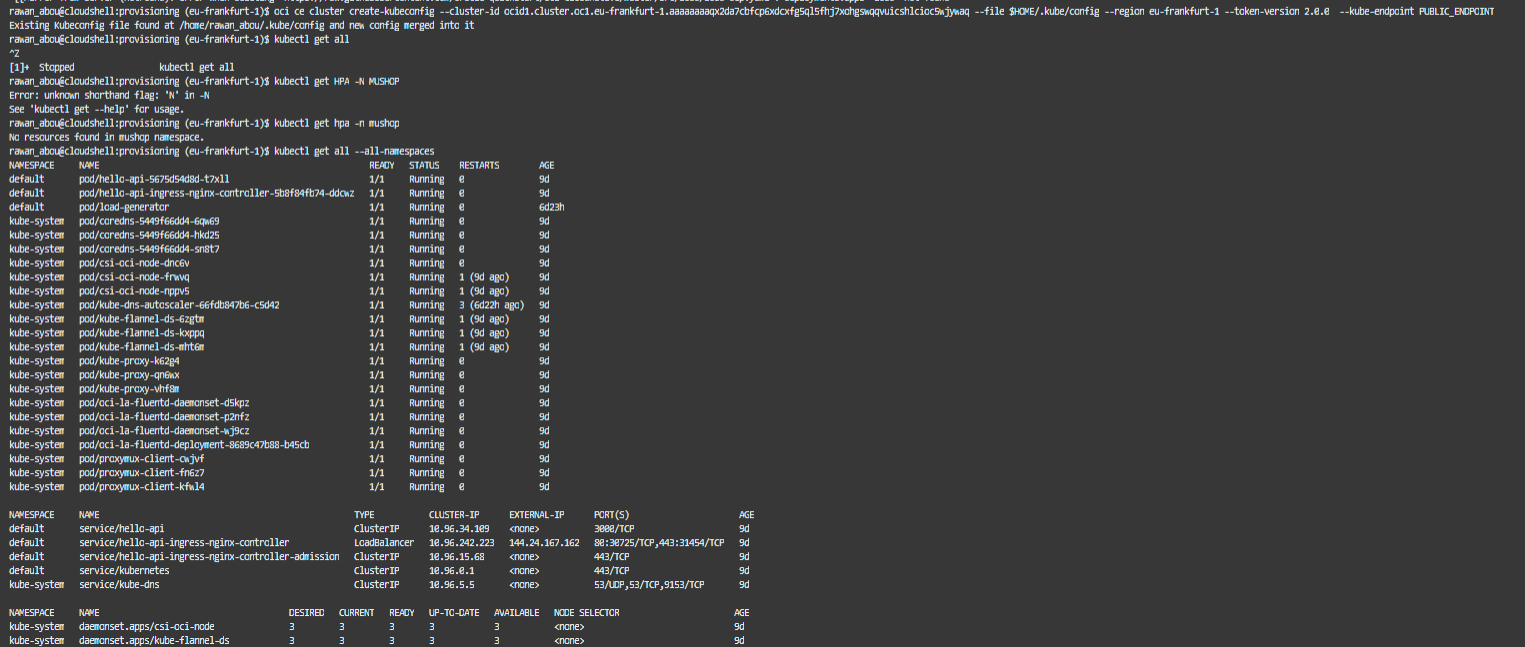 rawan_abou@cloudshell:provisioning (eu-frankfurt-1)$ oci ce cluster create-kubeconfig --cluster-id --file $HOME/.kube/config --region eu-frankfurt-1 --token-version 2.0.0 --kube-endpoint PUBLIC_ENDPOINT
Existing Kubeconfig file found at /home/rawan_abou/.kube/config and new config merged into it
rawan_abou@cloudshell:provisioning (eu-frankfurt-1)$ kubectl get all
^Z
[1]+ Stopped kubectl get all
rawan_abou@cloudshell:provisioning (eu-frankfurt-1)$ kubectl get HPA -N MUSHOP
Error: unknown shorthand flag: 'N' in -N
See 'kubectl get --help' for usage.
rawan_abou@cloudshell:provisioning (eu-frankfurt-1)$ kubectl get hpa -n mushop
No resources found in mushop namespace.
rawan_abou@cloudshell:provisioning (eu-frankfurt-1)$ kubectl get all --all-namespaces
NAMESPACE NAME READY STATUS RESTARTS AGE
default pod/hello-api-5675d54d8d-t7xll 1/1 Running 0 9d
default pod/hello-api-ingress-nginx-controller-5b8f84fb74-ddcwz 1/1 Running 0 9d
default pod/load-generator 1/1 Running 0 6d23h
kube-system pod/coredns-5449f66dd4-6qw69 1/1 Running 0 9d
kube-system pod/coredns-5449f66dd4-hkd25 1/1 Running 0 9d
kube-system pod/coredns-5449f66dd4-sn8t7 1/1 Running 0 9d
kube-system pod/csi-oci-node-dnc6v 1/1 Running 0 9d
kube-system pod/csi-oci-node-frwvq 1/1 Running 1 (9d ago) 9d
kube-system pod/csi-oci-node-nppv5 1/1 Running 1 (9d ago) 9d
kube-system pod/kube-dns-autoscaler-66fdb847b6-c5d42 1/1 Running 3 (6d22h ago) 9d
kube-system pod/kube-flannel-ds-6zgtm 1/1 Running 1 (9d ago) 9d
kube-system pod/kube-flannel-ds-kxppq 1/1 Running 1 (9d ago) 9d
kube-system pod/kube-flannel-ds-mht6m 1/1 Running 1 (9d ago) 9d
kube-system pod/kube-proxy-k62g4 1/1 Running 0 9d
kube-system pod/kube-proxy-qn6wx 1/1 Running 0 9d
kube-system pod/kube-proxy-vhf8m 1/1 Running 0 9d
kube-system pod/oci-la-fluentd-daemonset-d5kpz 1/1 Running 0 9d
kube-system pod/oci-la-fluentd-daemonset-p2nfz 1/1 Running 0 9d
kube-system pod/oci-la-fluentd-daemonset-wj9cz 1/1 Running 0 9d
kube-system pod/oci-la-fluentd-deployment-8689c47b88-b45cb 1/1 Running 0 9d
kube-system pod/proxymux-client-cwjvf 1/1 Running 0 9d
kube-system pod/proxymux-client-fn6z7 1/1 Running 0 9d
kube-system pod/proxymux-client-kfwl4 1/1 Running 0 9d
NAMESPACE NAME TYPE CLUSTER-IP EXTERNAL-IP PORT(S) AGE
default service/hello-api ClusterIP 10.96.34.109 <none> 3000/TCP 9d
default service/hello-api-ingress-nginx-controller LoadBalancer 10.96.242.223 144.24.167.162 80:30725/TCP,443:31454/TCP 9d
default service/hello-api-ingress-nginx-controller-admission ClusterIP 10.96.15.68 <none> 443/TCP 9d
default service/kubernetes ClusterIP 10.96.0.1 <none> 443/TCP 9d
kube-system service/kube-dns ClusterIP 10.96.5.5 <none> 53/UDP,53/TCP,9153/TCP 9d
NAMESPACE NAME DESIRED CURRENT READY UP-TO-DATE AVAILABLE NODE SELECTOR AGE
kube-system daemonset.apps/csi-oci-node 3 3 3 3 3 <none> 9d
kube-system daemonset.apps/kube-flannel-ds 3 3 3 3 3 <none> 9d